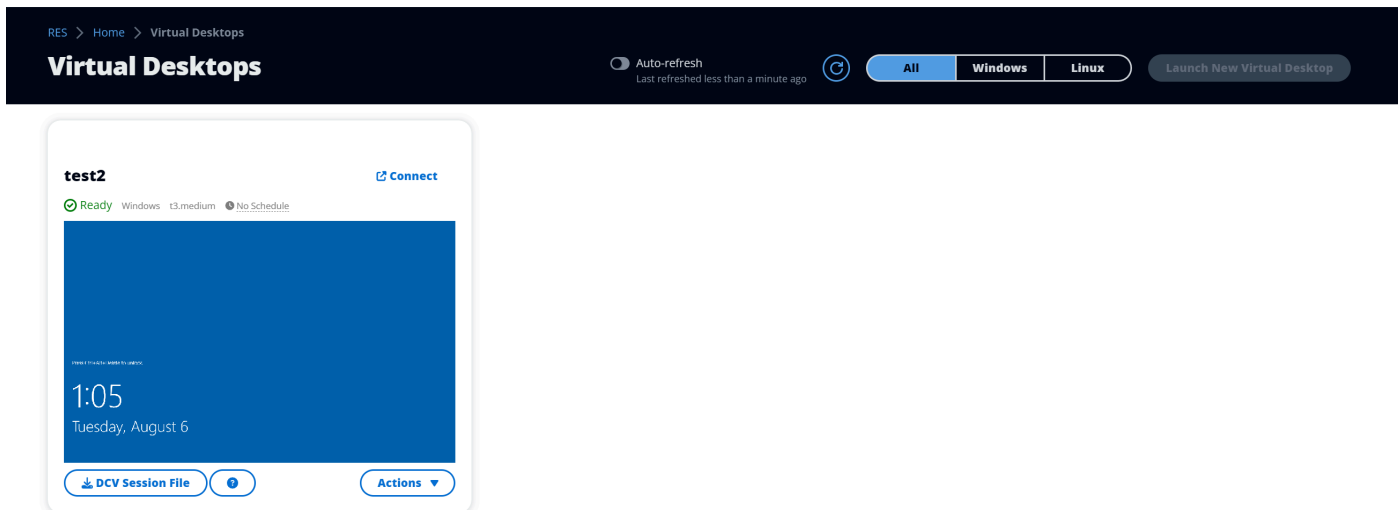 RES > Home > Virtual Desktops
Virtual Desktops
Auto-refresh
Last refreshed less than a minute ago
All
Windows
Linux
Launch New Virtual Desktop
test2
Connect
Ready Windows t3.medium No Schedule
1:05
Tuesday, August 6
DCV Session File
?
Actions